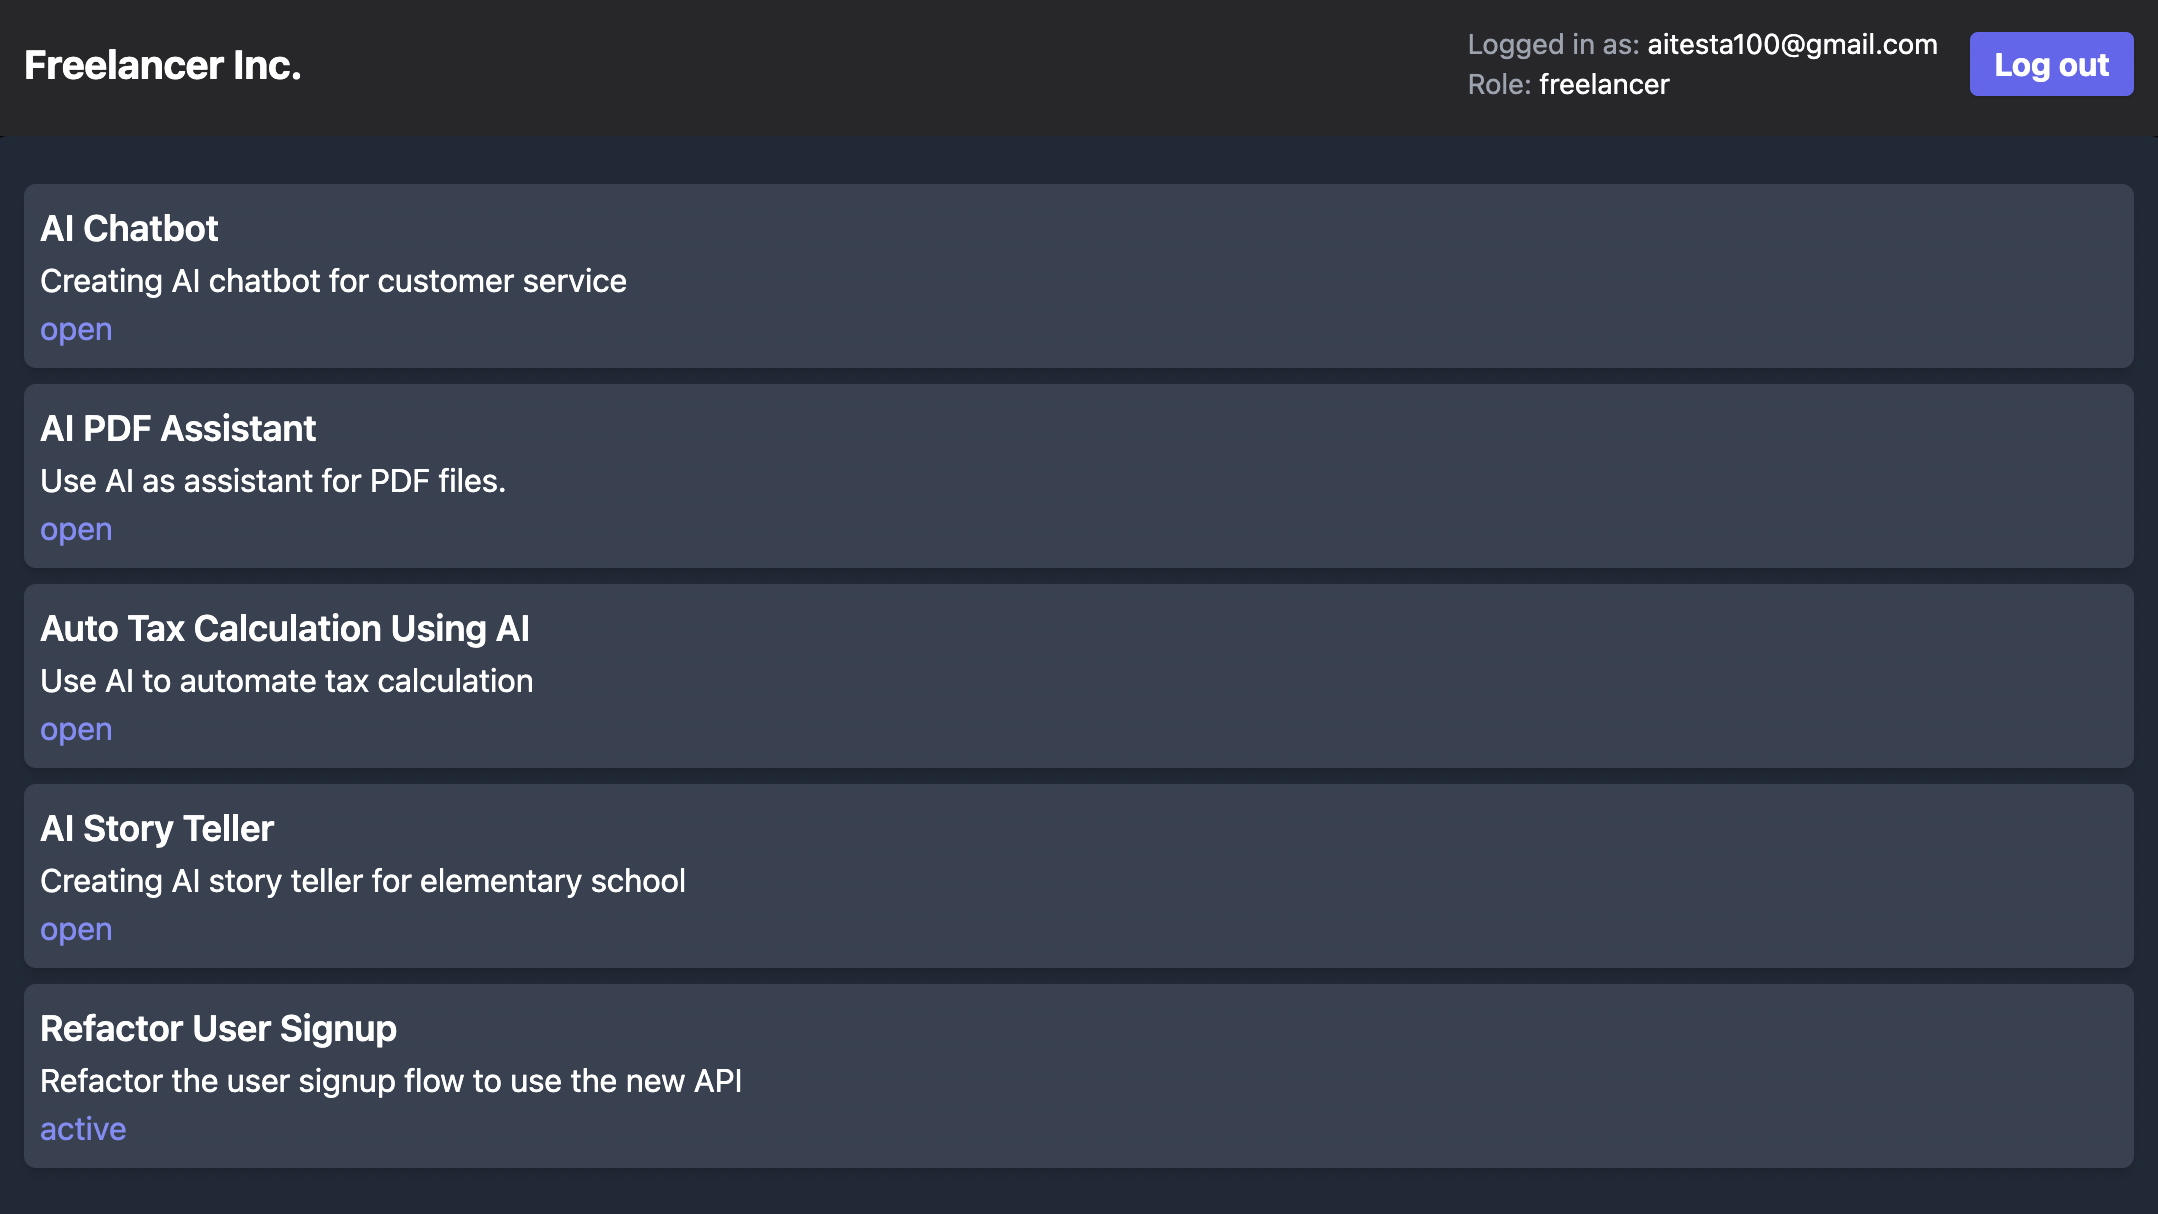 Freelancer Inc.
Logged in as: aitesta100@gmail.com
Role: freelancer
Log out
AI Chatbot
Creating AI chatbot for customer service
open
AI PDF Assistant
Use AI as assistant for PDF files.
open
Auto Tax Calculation Using AI
Use AI to automate tax calculation
open
AI Story Teller
Creating AI story teller for elementary school
open
Refactor User Signup
Refactor the user signup flow to use the new API
active